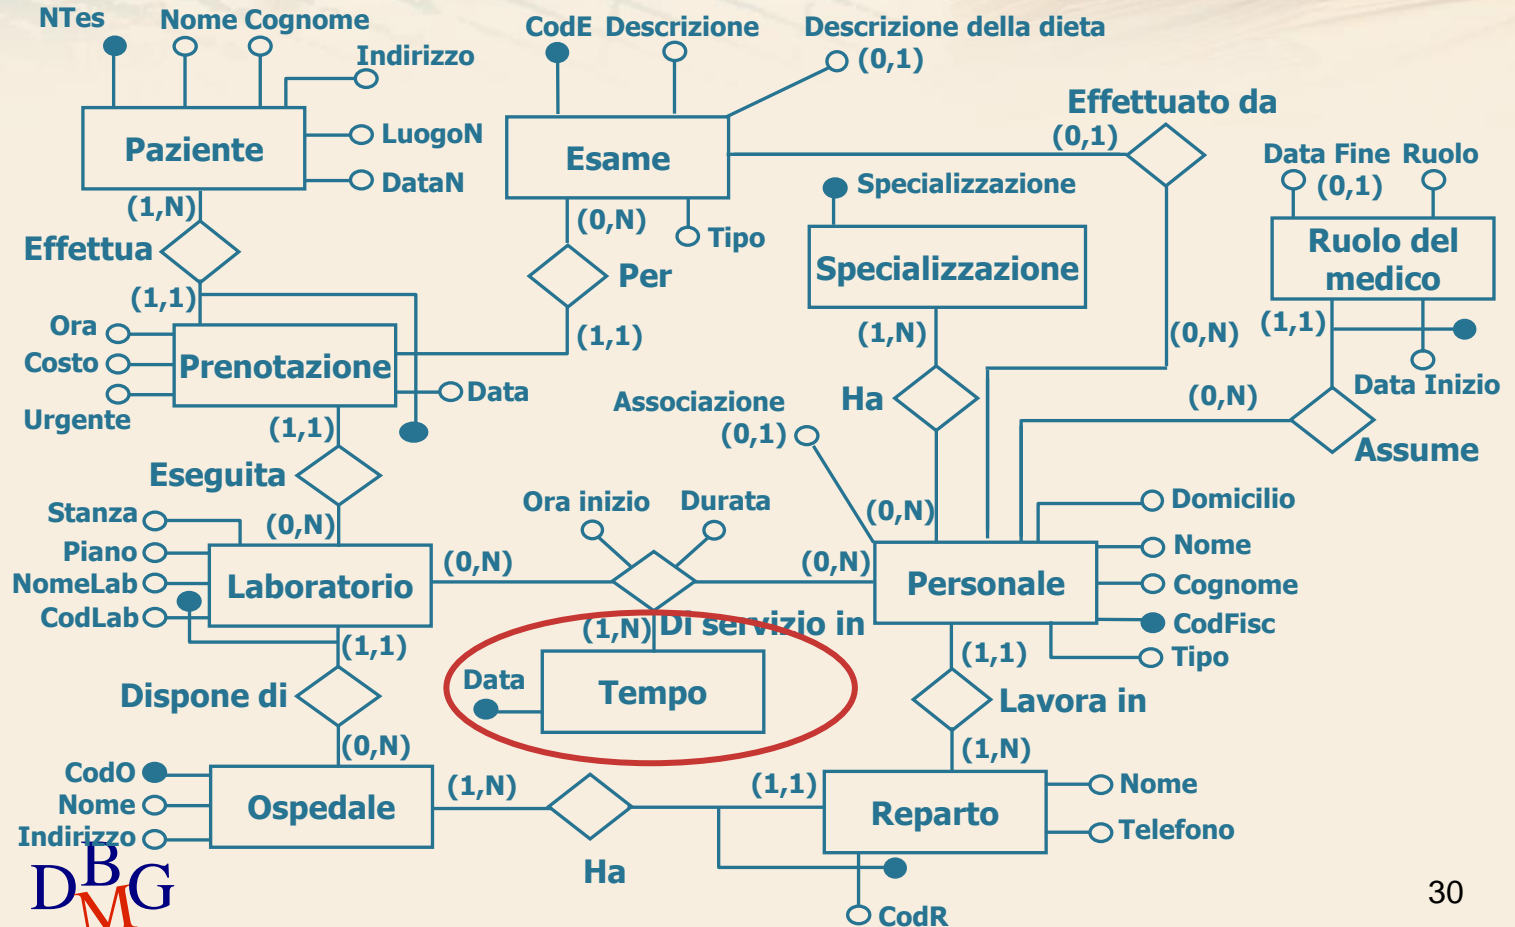 NTes
Nome Cognome
CodE Descrizione
Descrizione della dieta
(0,1)
Indirizzo
Effettuato da
(0,1)
Paziente
LuogoN
DataN
Esame
Data Fine Ruolo
(0,1)
Specializzazione
(1,N)
(0,N)
Tipo
Effettua
Per
Specializzazione
Ruolo del
medico
(1,1)
(1,1)
(1,N)
(0,N)
(1,1)
Ora
Costo
Urgente
Prenotazione
Data
Data Inizio
(1,1)
Associazione
(0,1)
Ha
(0,N)
Assume
Eseguita
Stanza
Piano
NomeLab
CodLab
(0,N)
Ora inizio
Durata
(0,N)
Domicilio
Nome
Cognome
CodFisc
Tipo
Laboratorio
(0,N)
(0,N)
Personale
(1,N)
Di servizio in
(1,1)
(1,1)
Dispone di
Data
Tempo
Lavora in
(0,N)
(1,N)
CodO
Nome
Indirizzo
Ospedale
(1,N)
(1,1)
Reparto
Nome
Telefono
Ha
CodR
DBMG
30